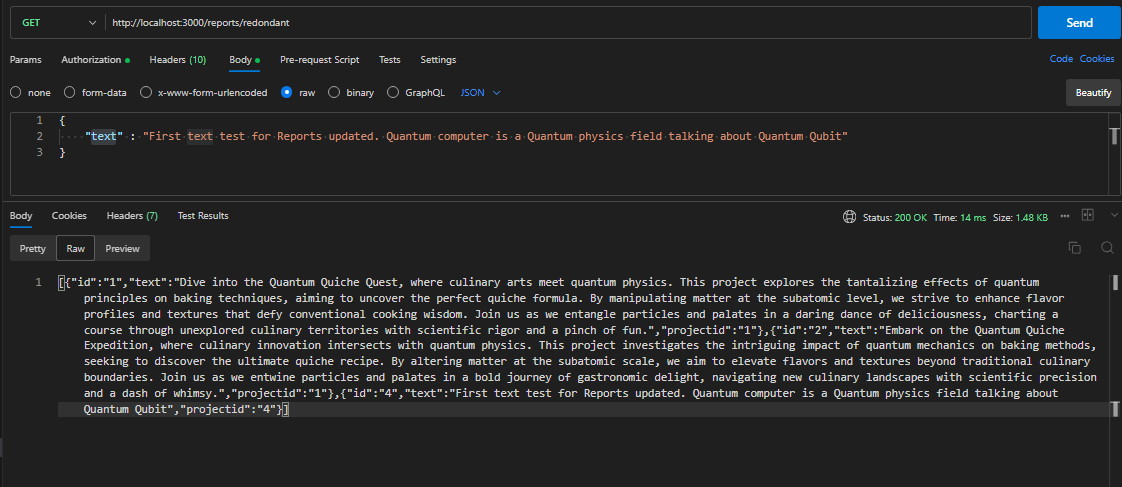 GET http://localhost:3000/reports/redondant Send
Params Authorization Headers (10) Body Pre-request Script Tests Settings Code Cookies
none form-data x-www-form-urlencoded raw binary GraphQL JSON Beautify
1 {
2 "text" : "First text test for Reports updated. Quantum computer is a Quantum physics field talking about Quantum Qubit"
3 }
Body Cookies Headers (7) Test Results Status: 200 OK Time: 14 ms Size: 1.48 KB
Pretty Raw Preview
1 [{"id":"1","text":"Dive into the Quantum Quiche Quest, where culinary arts meet quantum physics. This project explores the tantalizing effects of quantum
principles on baking techniques, aiming to uncover the perfect quiche formula. By manipulating matter at the subatomic level, we strive to enhance flavor
profiles and textures that defy conventional cooking wisdom. Join us as we entangle particles and palates in a daring dance of deliciousness, charting a
course through unexplored culinary territories with scientific rigor and a pinch of fun.","projectid":"1"},{"id":"2","text":"Embark on the Quantum Quiche
Expedition, where culinary innovation intersects with quantum physics. This project investigates the intriguing impact of quantum mechanics on baking methods,
seeking to discover the ultimate quiche recipe. By altering matter at the subatomic scale, we aim to elevate flavors and textures beyond traditional culinary
boundaries. Join us as we entwine particles and palates in a bold journey of gastronomic delight, navigating new culinary landscapes with scientific precision
and a dash of whimsy.","projectid":"1"},{"id":"4","text":"First text test for Reports updated. Quantum computer is a Quantum physics field talking about
Quantum Qubit","projectid":"4"}]